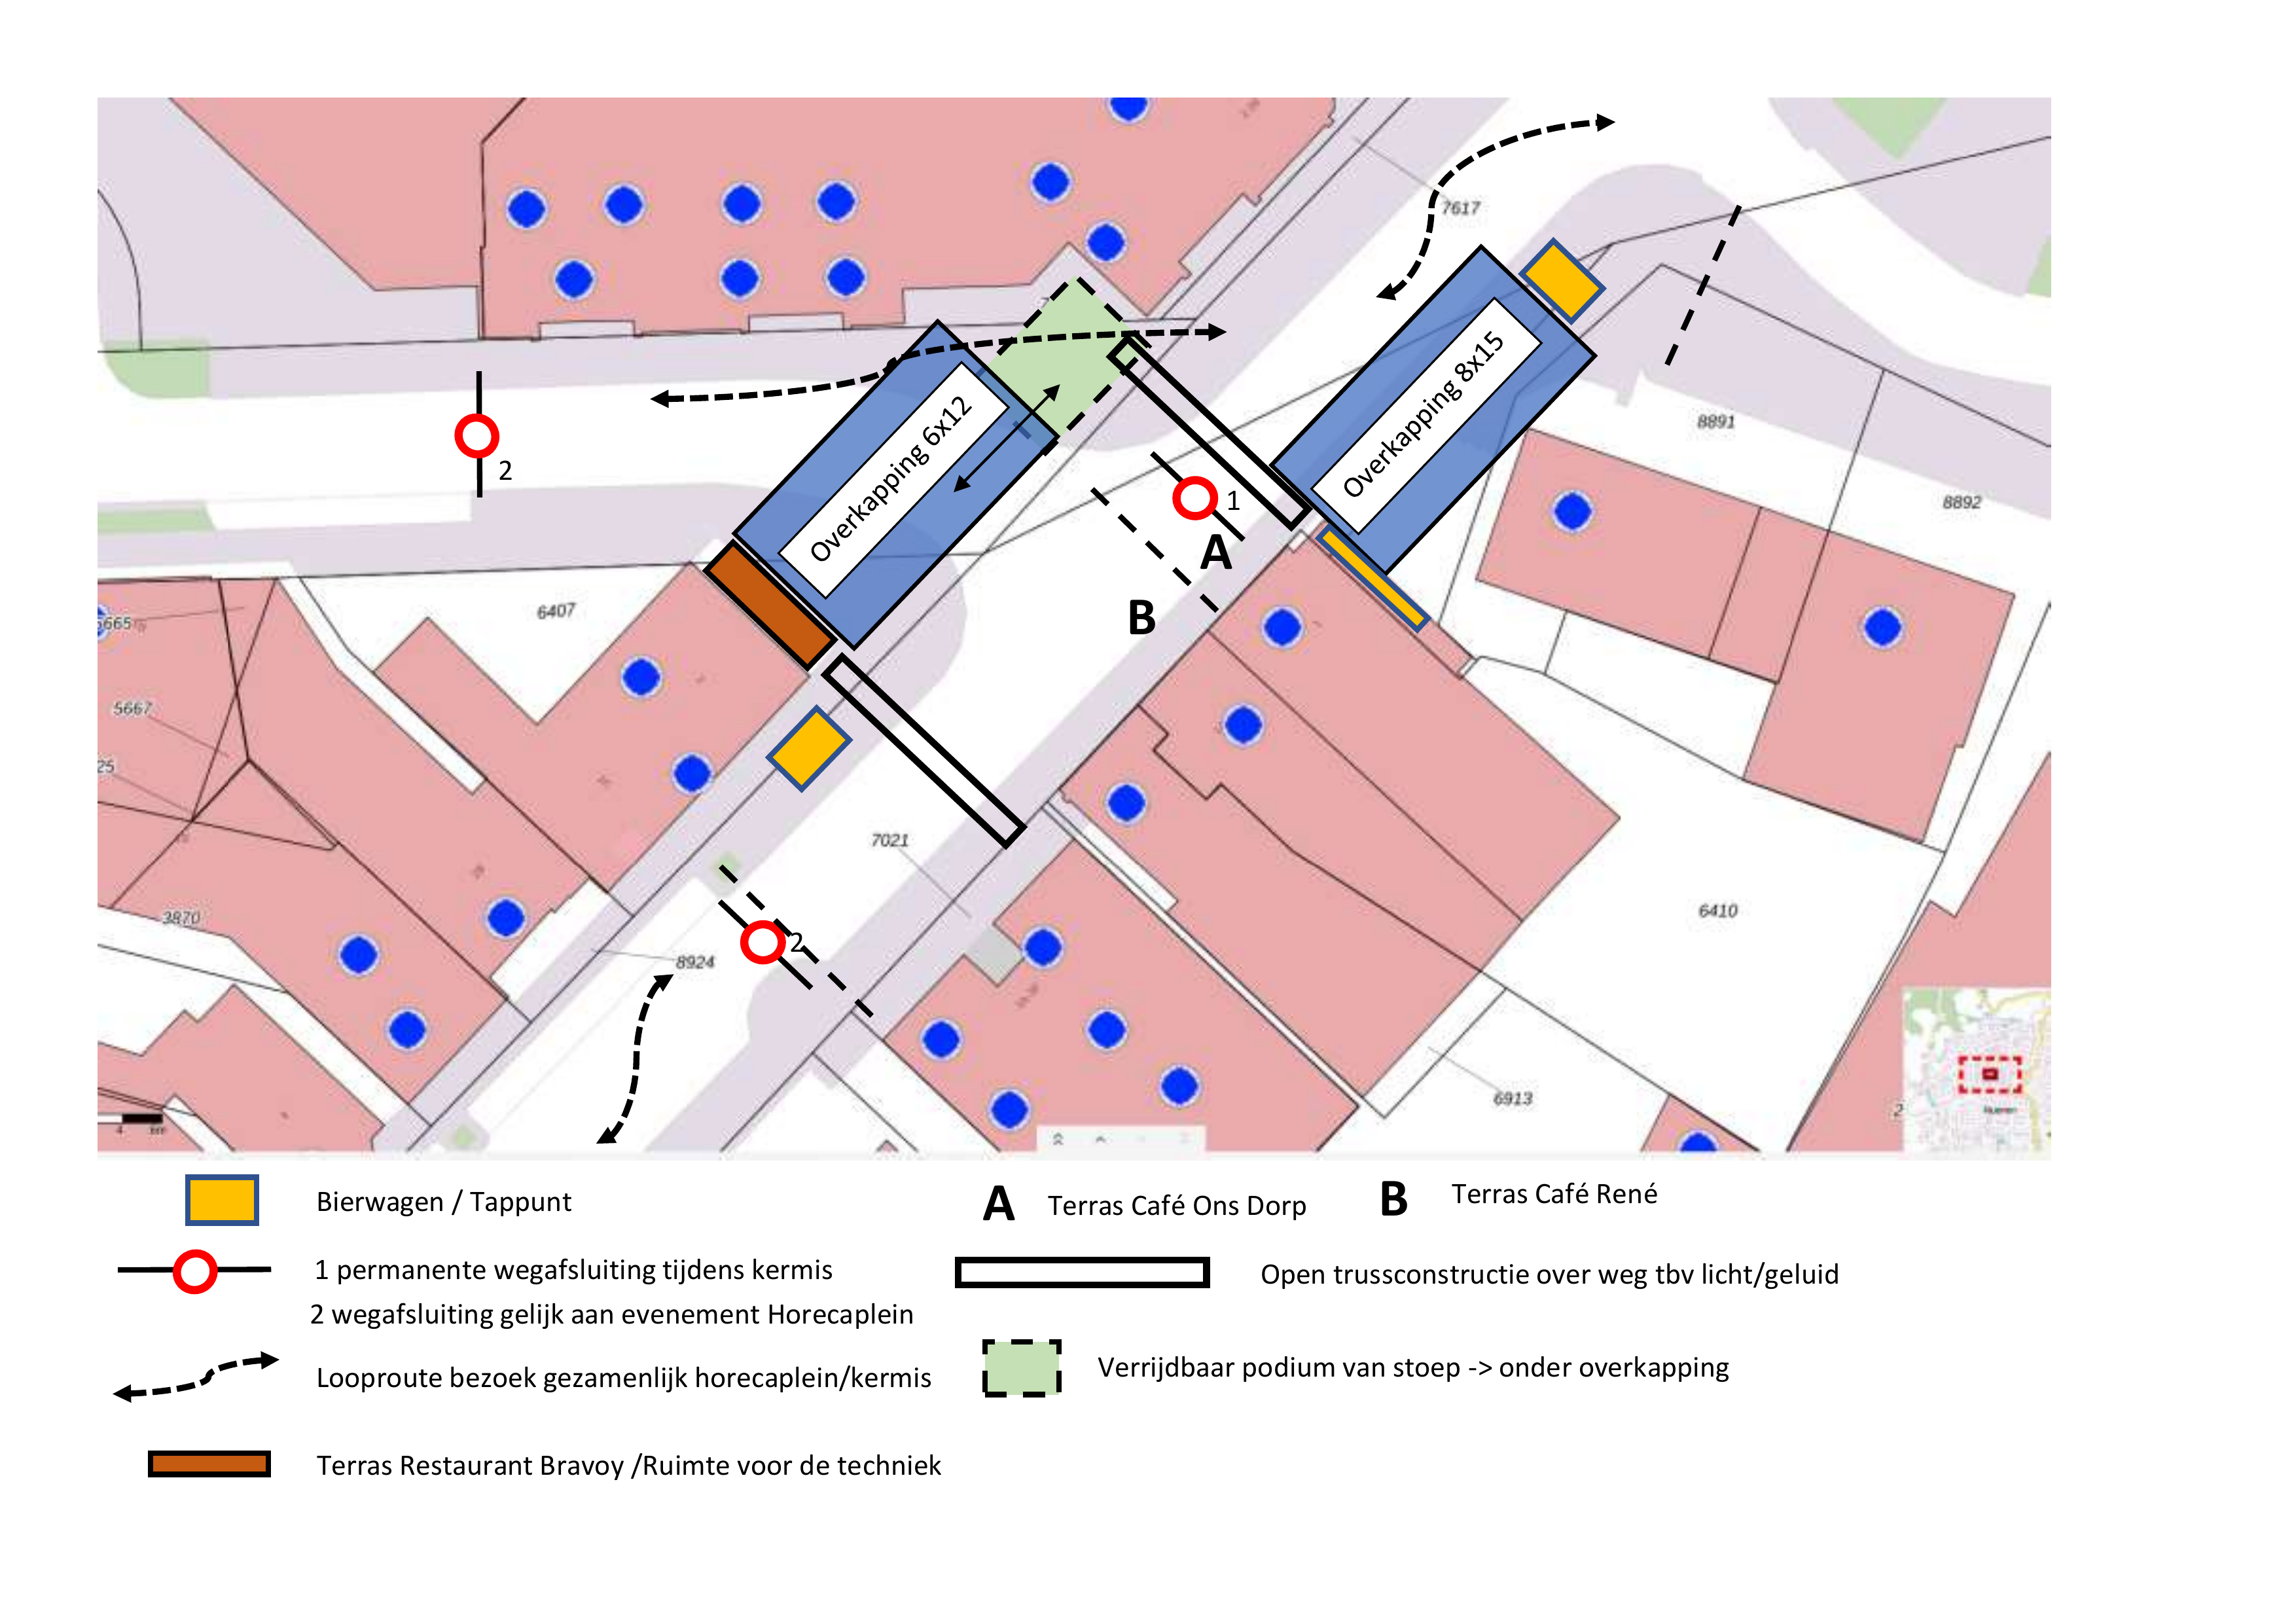 7617
Overkapping 8x15
Overkapping 6x12
8891
8892
2
1
A
B
6407
5665
5667
25
7021
6410
3870
8924
2
6913
2
4
Nuenen
Bierwagen / Tappunt
A Terras Café Ons Dorp
B Terras Café René
1 permanente wegafsluiting tijdens kermis
2 wegafsluiting gelijk aan evenement Horecaplein
Open trussconstructie over weg tbv licht/geluid
Looproute bezoek gezamenlijk horecaplein/kermis
Verrijdbaar podium van stoep -> onder overkapping
Terras Restaurant Bravoy /Ruimte voor de techniek